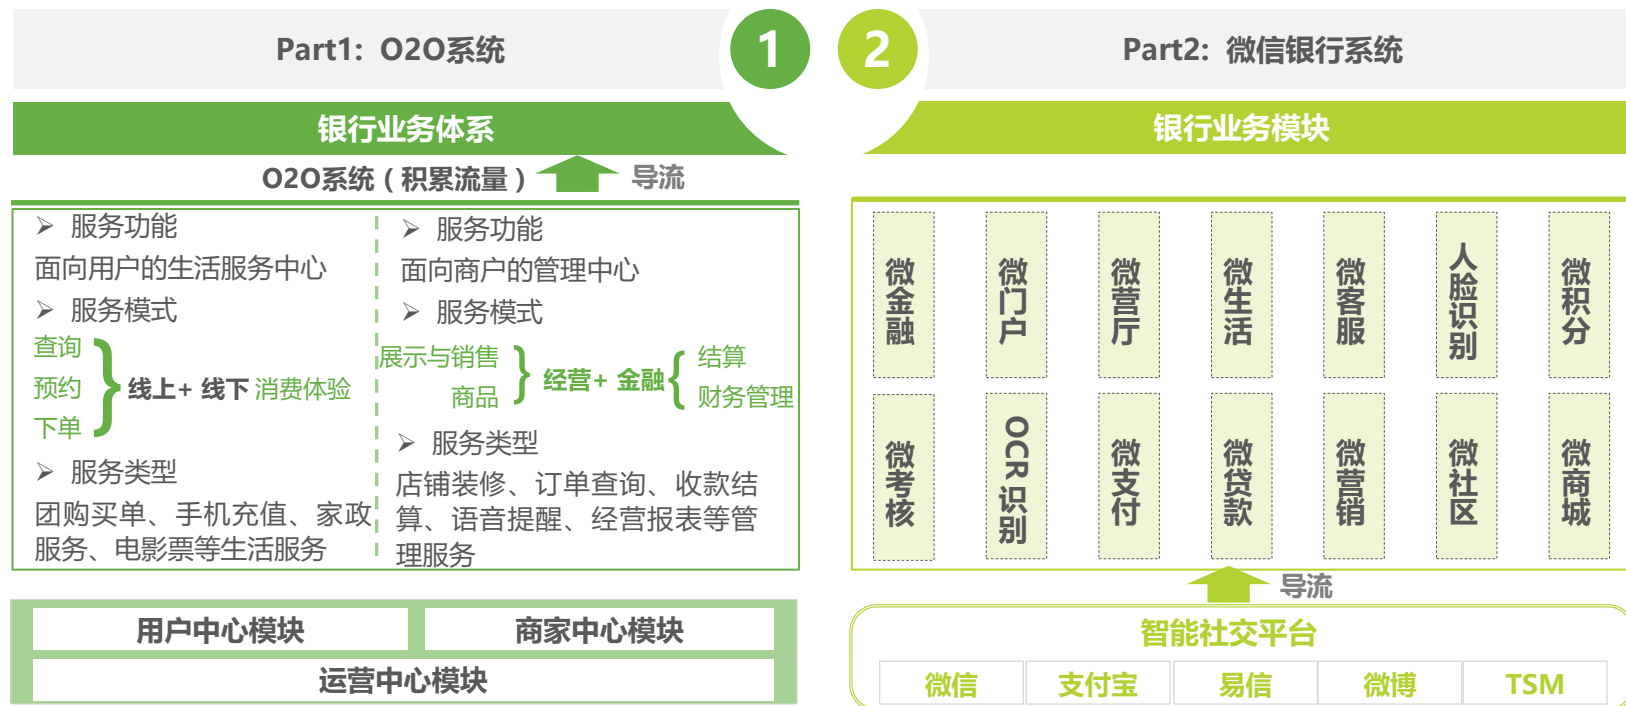 Part1: O2O系统
1
银行业务体系
O2O系统（积累流量）
导流
➢ 服务功能
面向用户的生活服务中心
➢ 服务模式
查询
预约
下单
线上+ 线下 消费体验
➢ 服务类型
团购买单、手机充值、家政
服务、电影票等生活服务
➢ 服务功能
面向商户的管理中心
➢ 服务模式
展示与销售
商品
经营+ 金融
结算
财务管理
➢ 服务类型
店铺装修、订单查询、收款结
算、语音提醒、经营报表等管
理服务
用户中心模块
商家中心模块
运营中心模块
2
Part2: 微信银行系统
银行业务模块
微金融
微门户
微营厅
微生活
微客服
人脸识别
微积分
微考核
OCR识别
微支付
微贷款
微营销
微社区
微商城
导流
智能社交平台
微信
支付宝
易信
微博
TSM